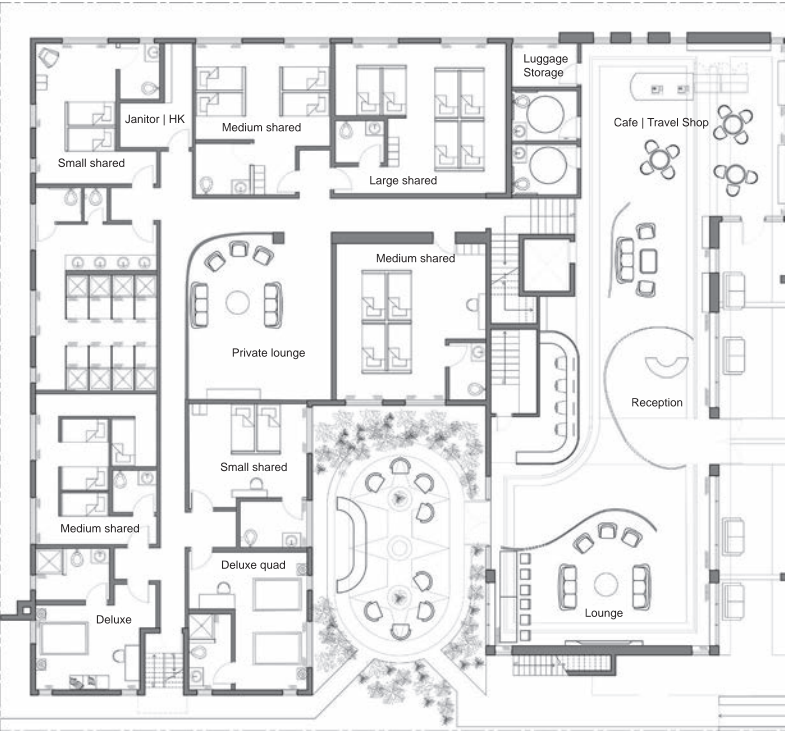 Luggage
Storage
Janitor | HK
Medium shared
Cafe | Travel Shop
Small shared
Large shared
Medium shared
Private lounge
Reception
Small shared
Medium shared
Deluxe quad
Deluxe
Lounge